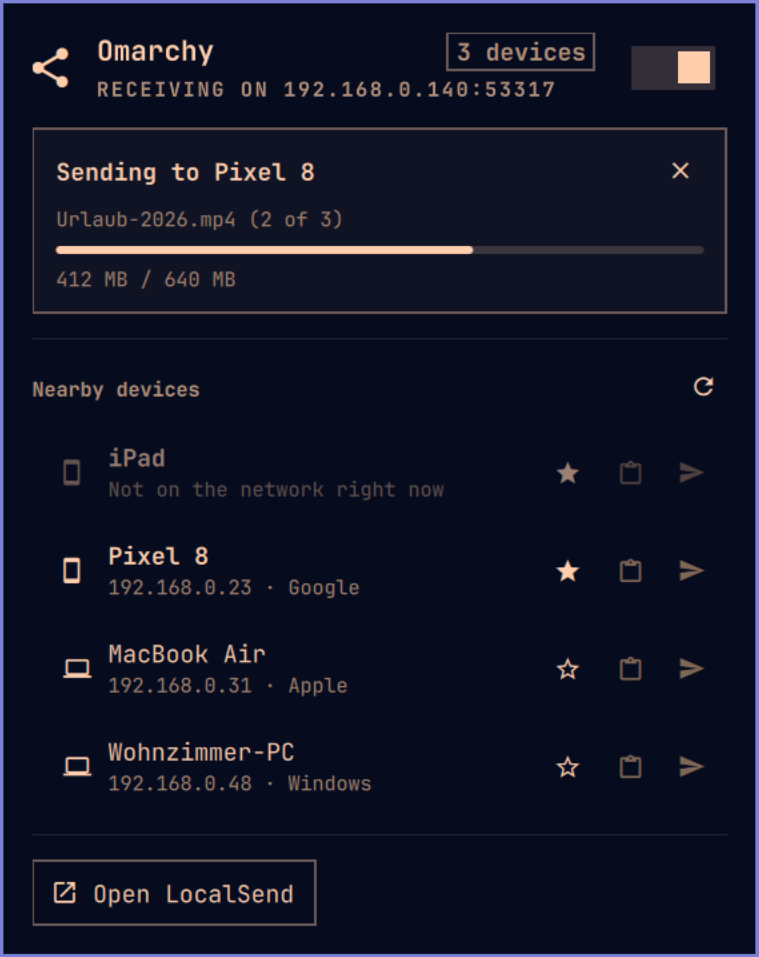 Omarchy
3 devices
RECEIVING ON 192.168.0.140:53317
Sending to Pixel 8
Urlaub-2026.mp4 (2 of 3)
412 MB / 640 MB
Nearby devices
iPad
Not on the network right now
Pixel 8
192.168.0.23 · Google
MacBook Air
192.168.0.31 · Apple
Wohnzimmer-PC
192.168.0.48 · Windows
Open LocalSend